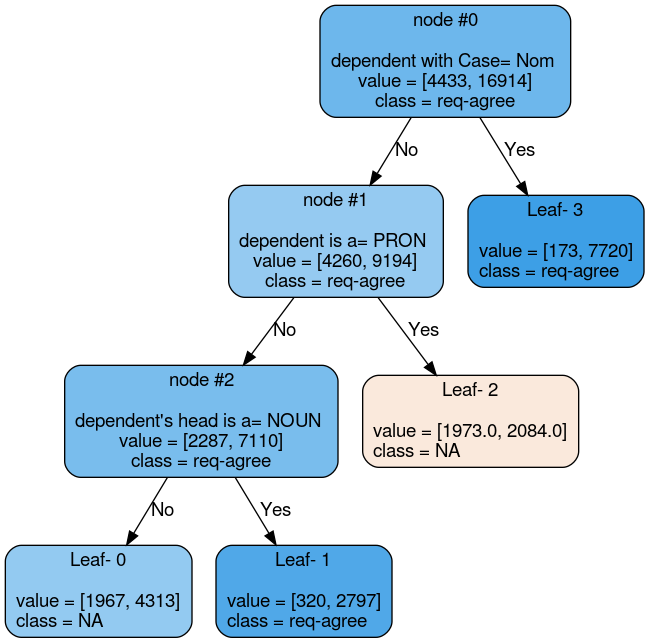 node #0
dependent with Case= Nom
value = [4433, 16914]
class = req-agree
No
Yes
node #1
dependent is a= PRON
value = [4260, 9194]
class = req-agree
Leaf- 3
value = [173, 7720]
class = req-agree
No
Yes
node #2
dependent's head is a= NOUN
value = [2287, 7110]
class = req-agree
Leaf- 2
value = [1973.0, 2084.0]
class = NA
No
Yes
Leaf- 0
value = [1967, 4313]
class = NA
Leaf- 1
value = [320, 2797]
class = req-agree